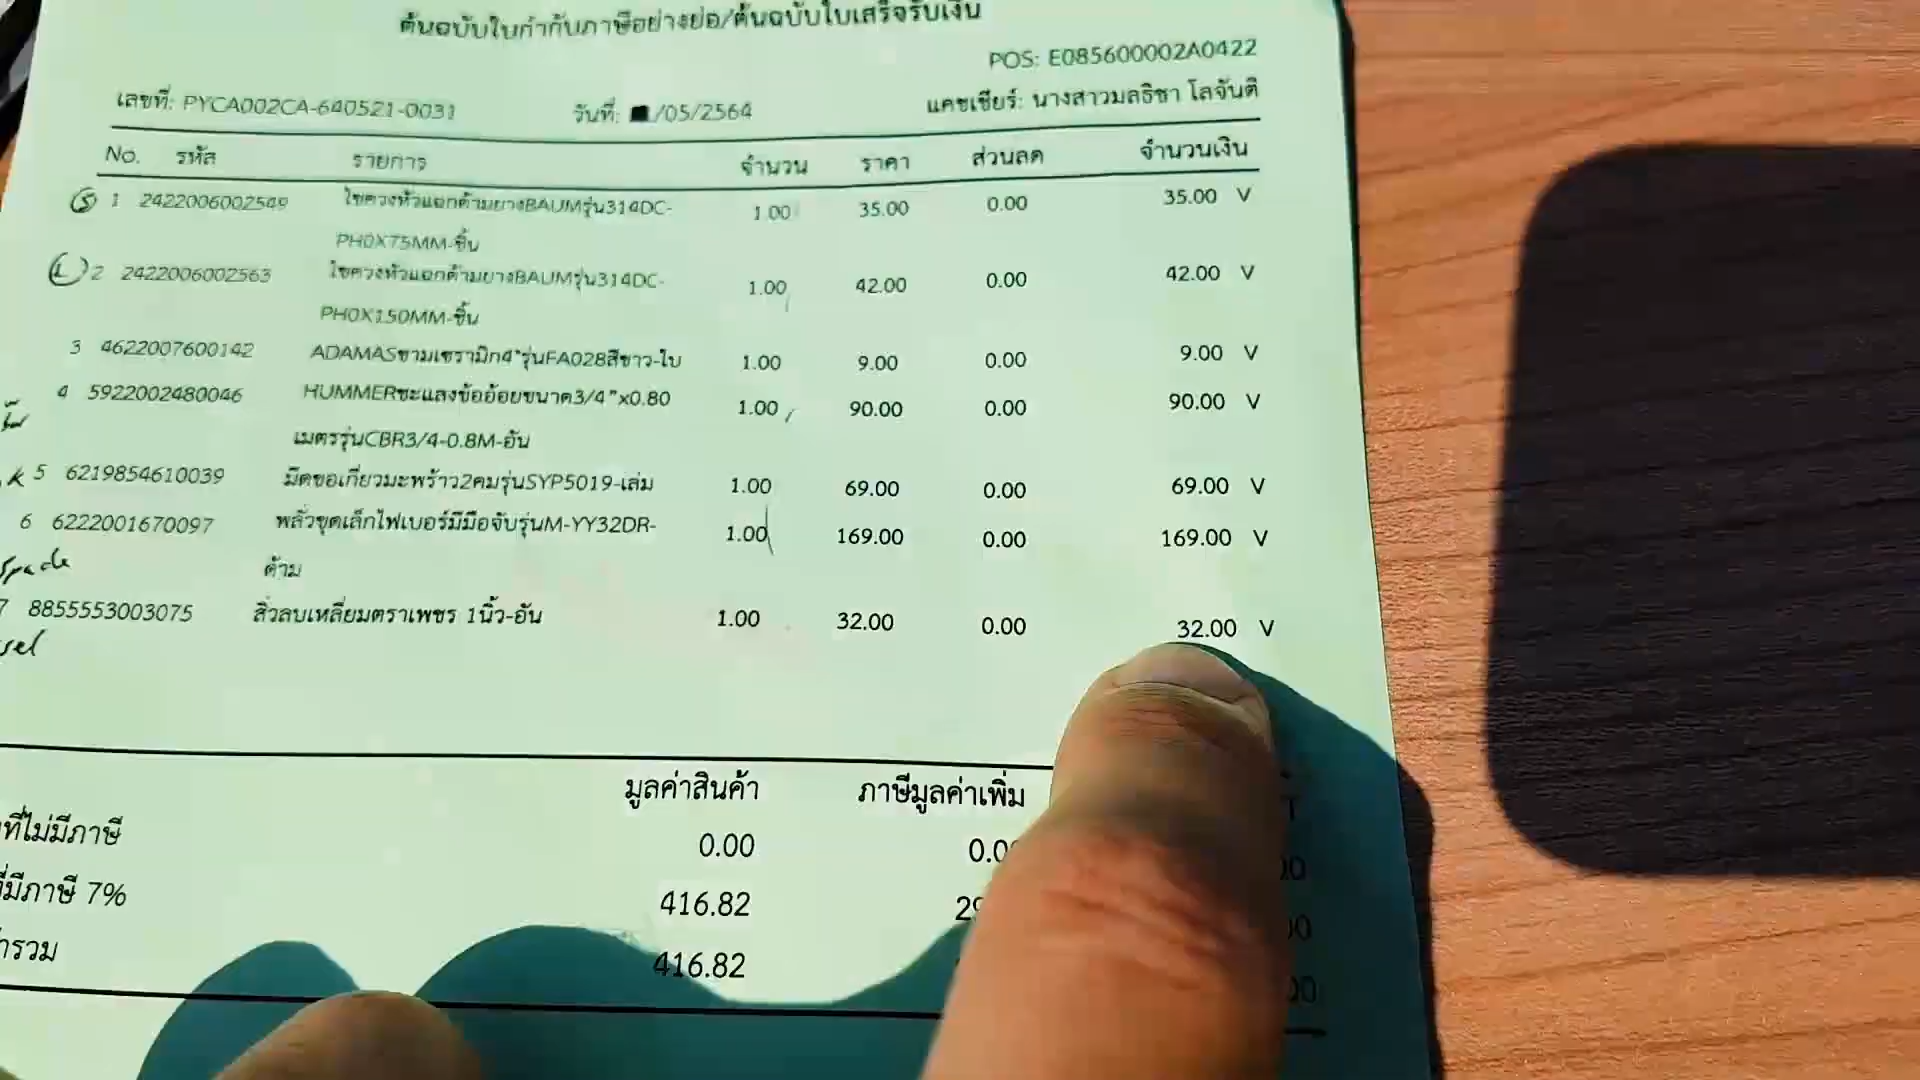 ต้นฉบับใบกำกับภาษีอย่างย่อ/ต้นฉบับใบเสร็จรับเงิน
POS: E085600002A0422
เลขที่: PYCA002CA-640521-0031 วันที่: /05/2564 แคชเชียร์: นางสาวมลธิชา โลจันติ
No. รหัส รายการ จำนวน ราคา ส่วนลด จำนวนเงิน
S 1 2422006002549 ไขควงหัวแฉกด้ามยางBAUMรุ่น314DC- 1.00 35.00 0.00 35.00 V
PH0X75MM-ชิ้น
L 2 2422006002563 ไขควงหัวแฉกด้ามยางBAUMรุ่น314DC- 1.00 42.00 0.00 42.00 V
PH0X150MM-ชิ้น
3 4622007600142 ADAMASชามเซรามิก4"รุ่นFA028สีขาว-ใบ 1.00 9.00 0.00 9.00 V
4 5922002480046 HUMMERชะแลงข้ออ้อยขนาด3/4"x0.80 1.00 90.00 0.00 90.00 V
เมตรรุ่นCBR3/4-0.8M-อัน
k 5 6219854610039 มีดขอเกี่ยวมะพร้าว2คมรุ่นSYP5019-เล่ม 1.00 69.00 0.00 69.00 V
6 6222001670097 พลั่วขุดเล็กไฟเบอร์มีมือจับรุ่นM-YY32DR- 1.00 169.00 0.00 169.00 V
Spade ด้าม
7 8855553003075 สิ่วลบเหลี่ยมตราเพชร 1นิ้ว-อัน 1.00 32.00 0.00 32.00 V
sel
มูลค่าสินค้า ภาษีมูลค่าเพิ่ม
ที่ไม่มีภาษี 0.00 0.0
ที่มีภาษี 7% 416.82 29
ารวม 416.82